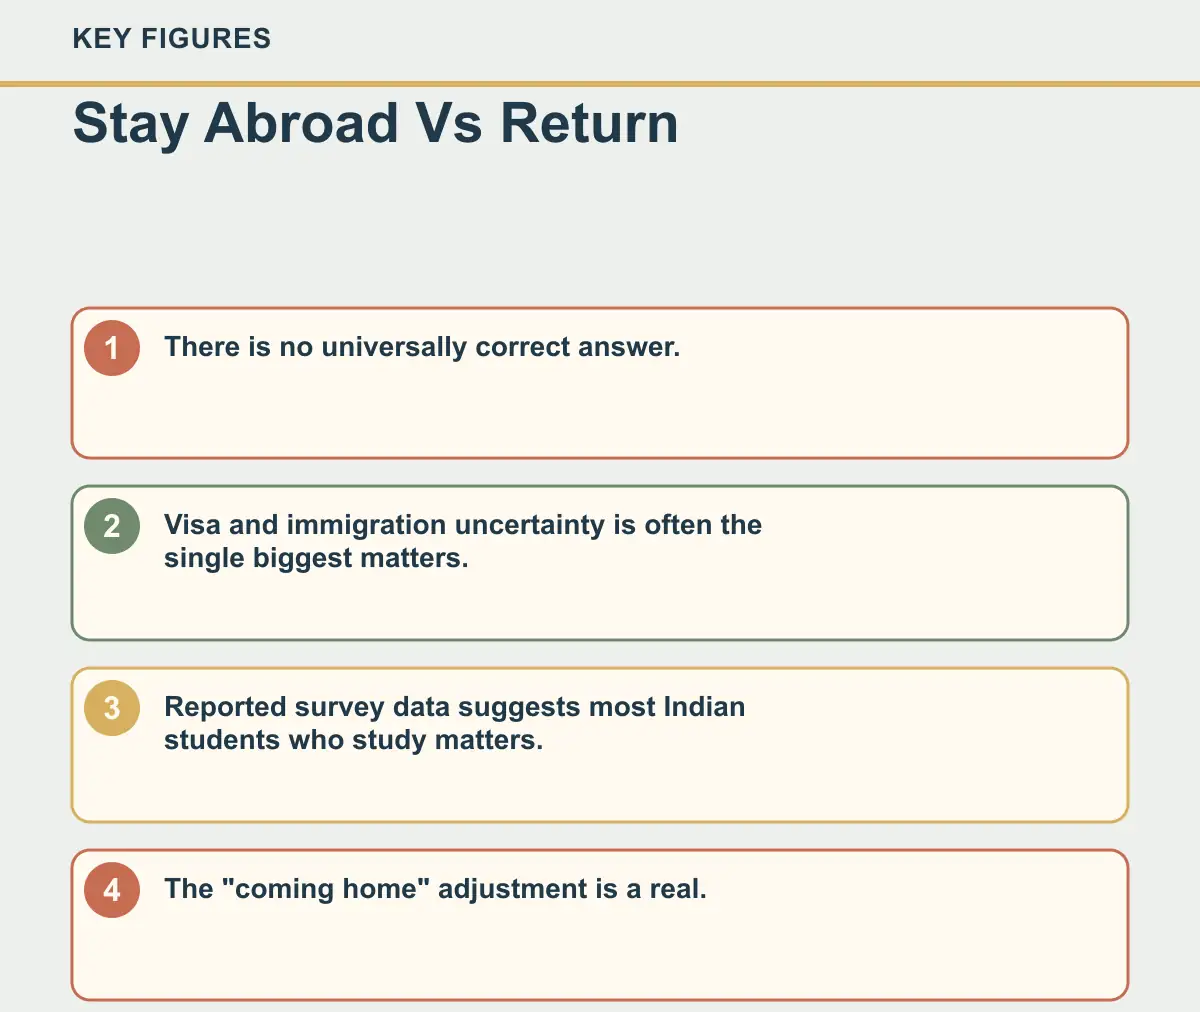 KEY FIGURES
Stay Abroad Vs Return
1
There is no universally correct answer.
2
Visa and immigration uncertainty is often the
single biggest matters.
3
Reported survey data suggests most Indian
students who study matters.
4
The "coming home" adjustment is a real.